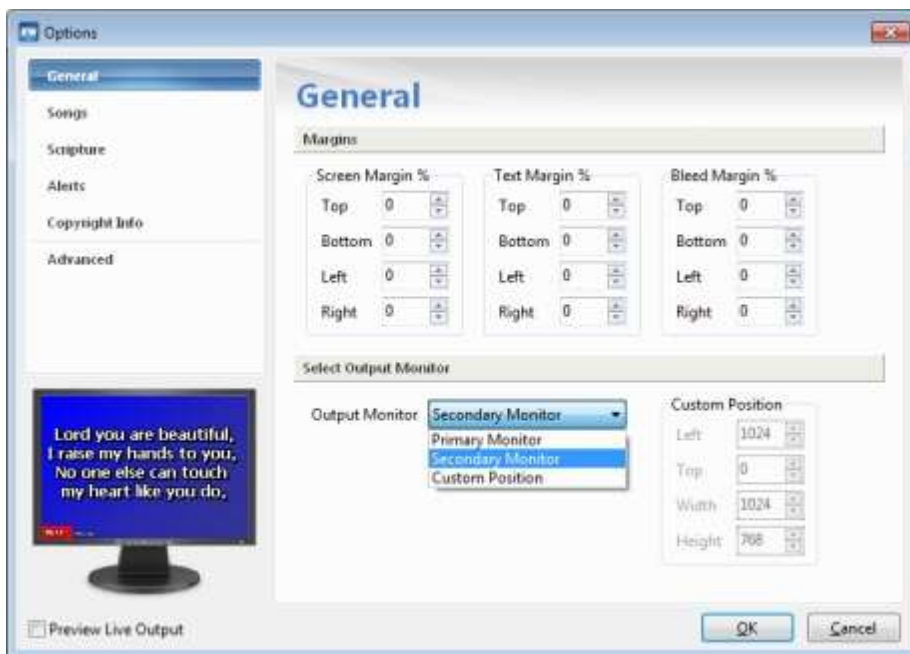 Options
General
Songs
Scripture
Alerts
Copyright Info
Advanced
General
Margins
Screen Margin %
Top 0
Bottom 0
Left 0
Right 0
Text Margin %
Top 0
Bottom 0
Left 0
Right 0
Bleed Margin %
Top 0
Bottom 0
Left 0
Right 0
Select Output Monitor
Output Monitor Secondary Monitor
Primary Monitor
Secondary Monitor
Custom Position
Custom Position
Left 1024
Top 0
Width 1024
Height 768
Lord you are beautiful,
I raise my hands to you,
No one else can touch
my heart like you do.
Preview Live Output
OK
Cancel